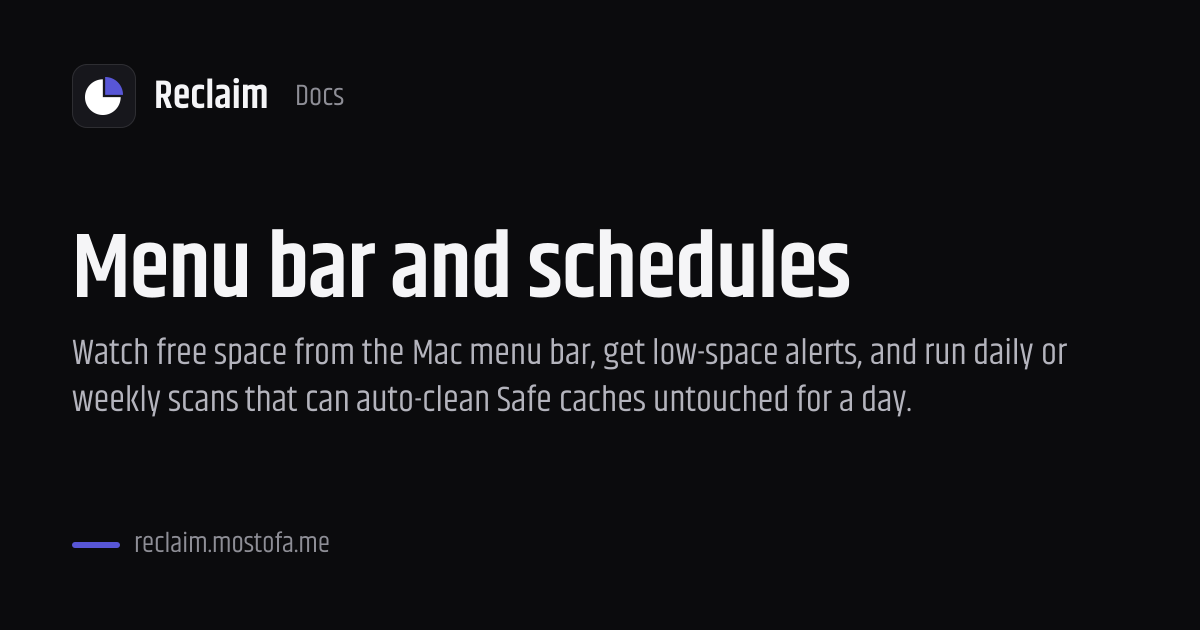 Reclaim Docs
Menu bar and schedules
Watch free space from the Mac menu bar, get low-space alerts, and run daily or
weekly scans that can auto-clean Safe caches untouched for a day.
reclaim.mostofa.me